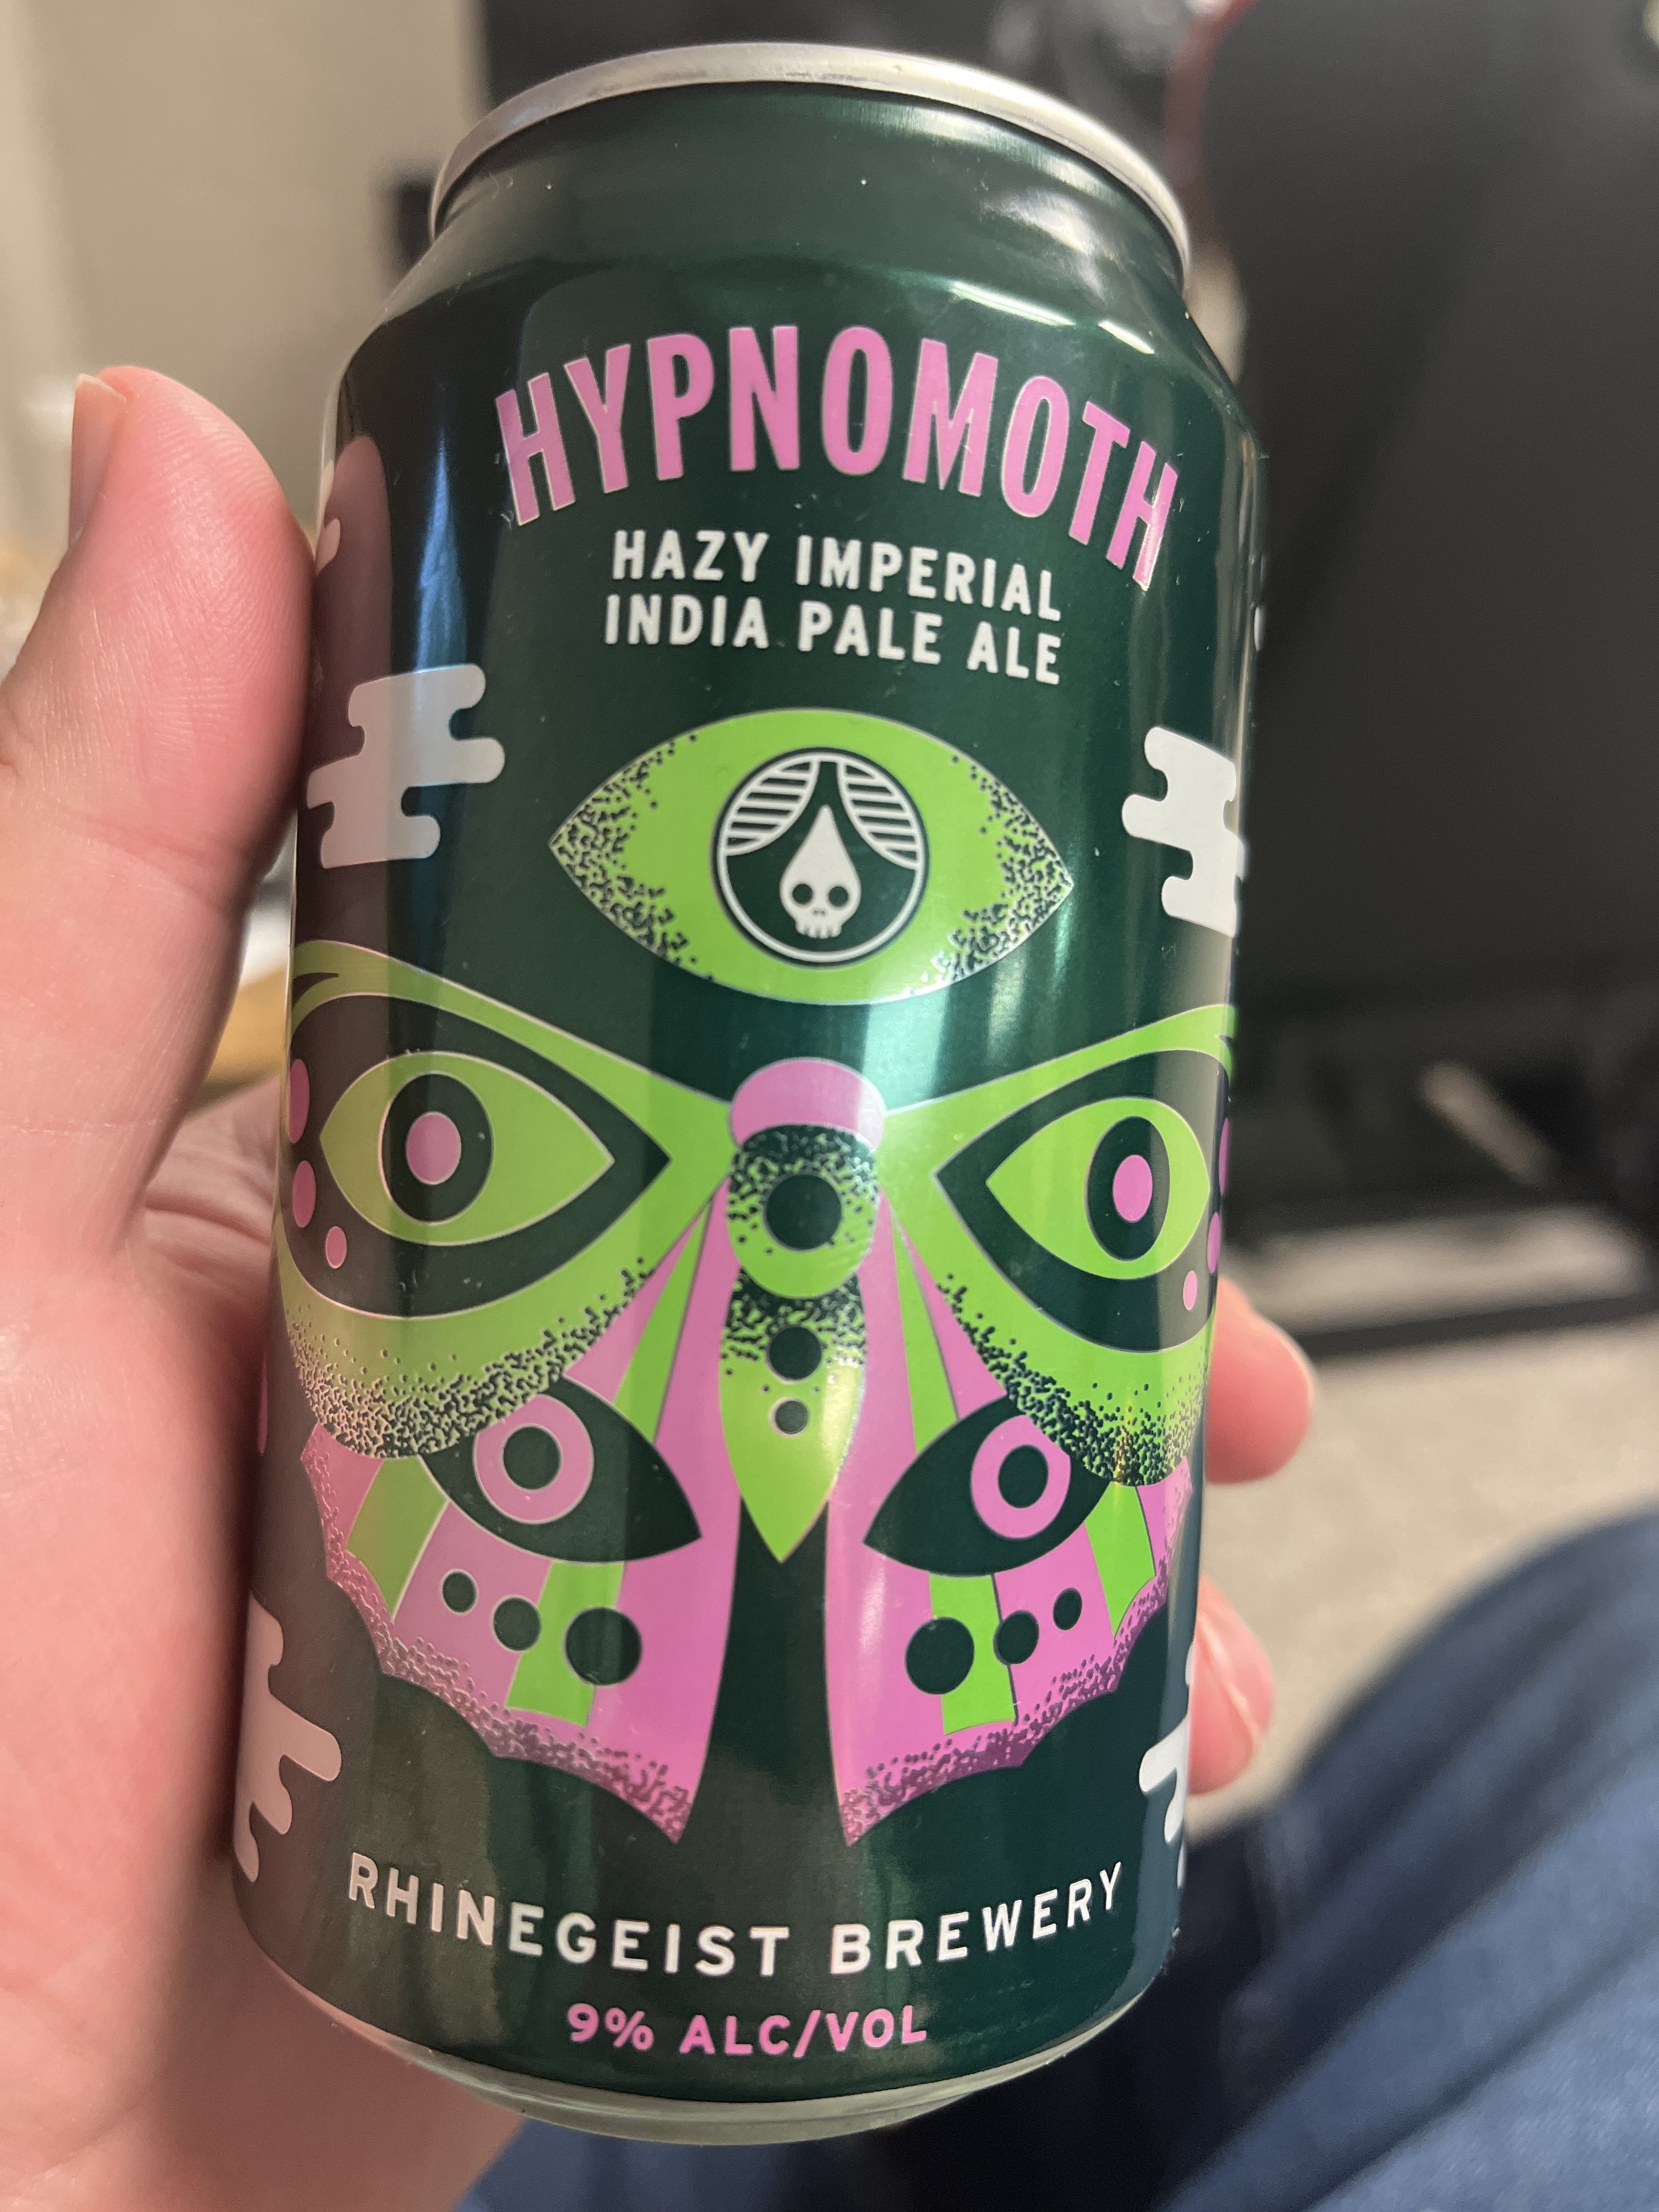 HYPNOMOTH
HAZY IMPERIAL
INDIA PALE ALE
RHINEGEIST BREWERY
9% ALC/VOL